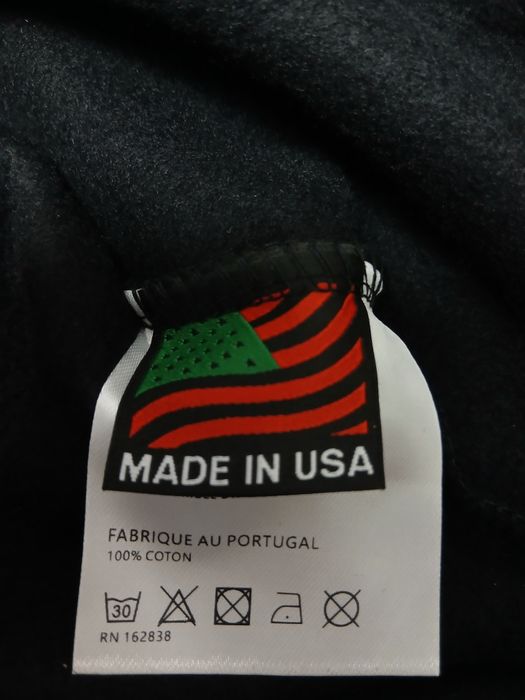 MADE IN USA
FABRIQUE AU PORTUGAL
100% COTON
30
RN 162838